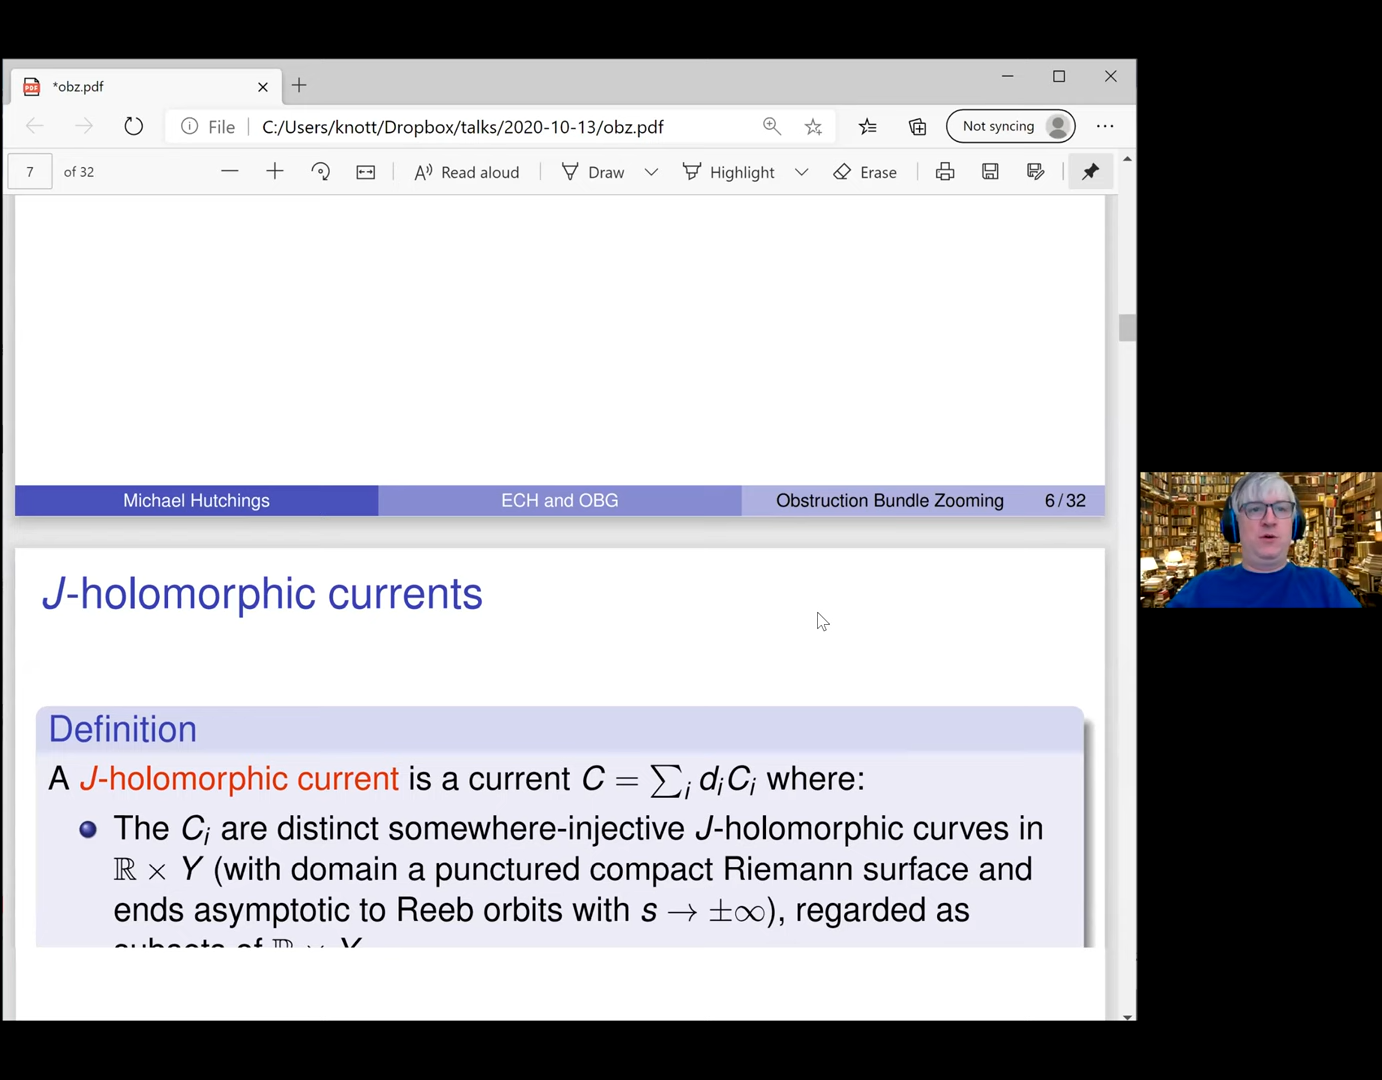 *obz.pdf
File C:/Users/knott/Dropbox/talks/2020-10-13/obz.pdf Not syncing
7 of 32 Read aloud Draw Highlight Erase
Michael Hutchings ECH and OBG Obstruction Bundle Zooming 6 / 32
J-holomorphic currents
Definition
A J-holomorphic current is a current C = ∑ᵢ dᵢCᵢ where:
The Cᵢ are distinct somewhere-injective J-holomorphic curves in
ℝ × Y (with domain a punctured compact Riemann surface and
ends asymptotic to Reeb orbits with s → ±∞), regarded as
subsets of ℝ × Y